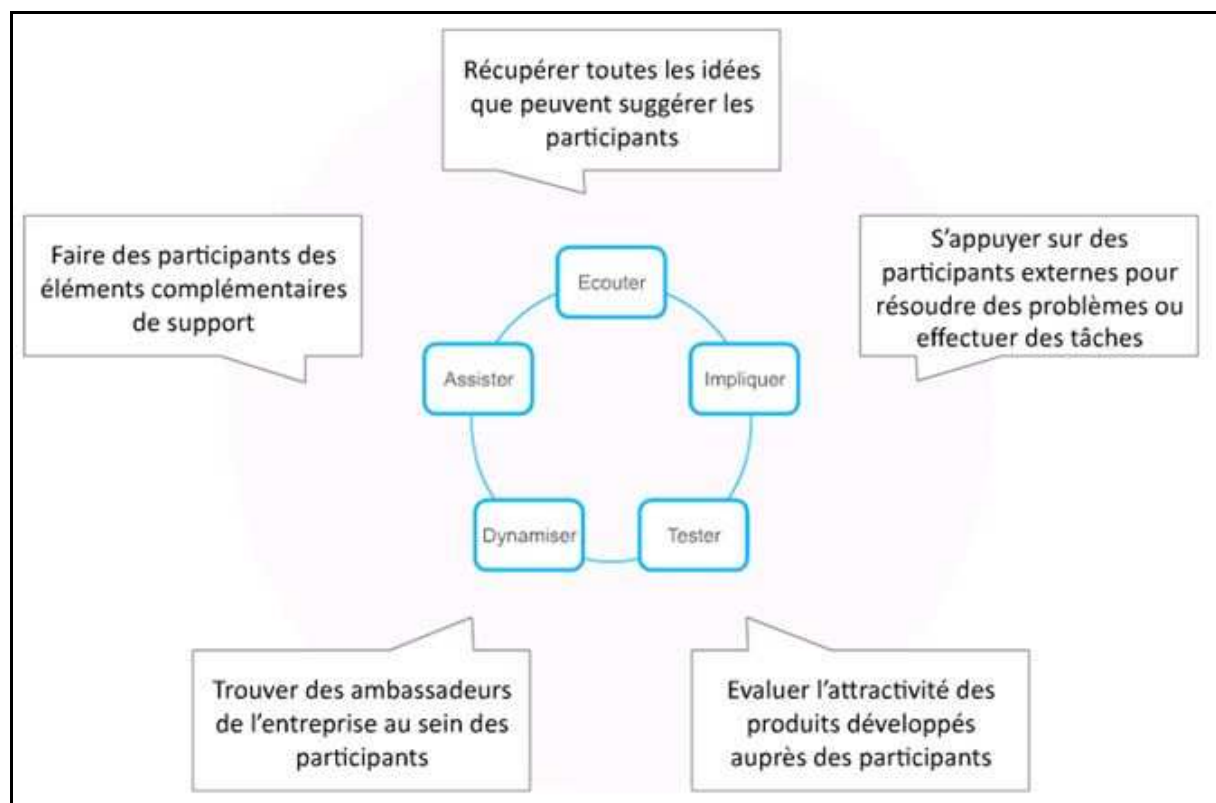 Récupérer toutes les idées
que peuvent suggérer les
participants
Faire des participants des
éléments complémentaires
de support
S'appuyer sur des
participants externes pour
résoudre des problèmes ou
effectuer des tâches
Ecouter
Assister
Impliquer
Dynamiser
Tester
Trouver des ambassadeurs
de l'entreprise au sein des
participants
Evaluer l'attractivité des
produits développés
auprès des participants